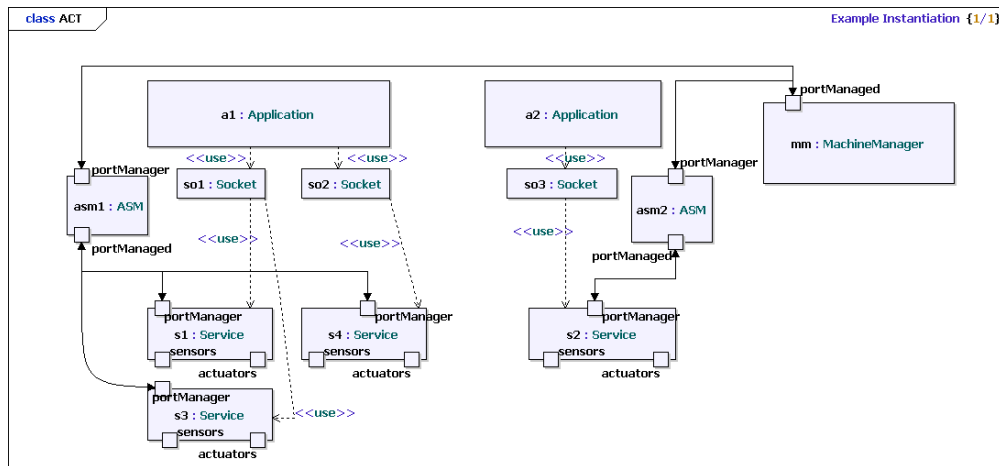 class ACT
Example Instantiation {1/1}
portManaged
a1 : Application
a2 : Application
mm : MachineManager
<<use>>
<<use>>
<<use>>
portManager
portManager
so1 : Socket
so2 : Socket
so3 : Socket
asm1 : ASM
asm2 : ASM
<<use>>
<<use>>
<<use>>
portManaged
portManaged
portManager
portManager
portManager
s1 : Service
s4 : Service
s2 : Service
sensors
sensors
sensors
actuators
actuators
actuators
portManager
s3 : Service
<<use>>
sensors
actuators